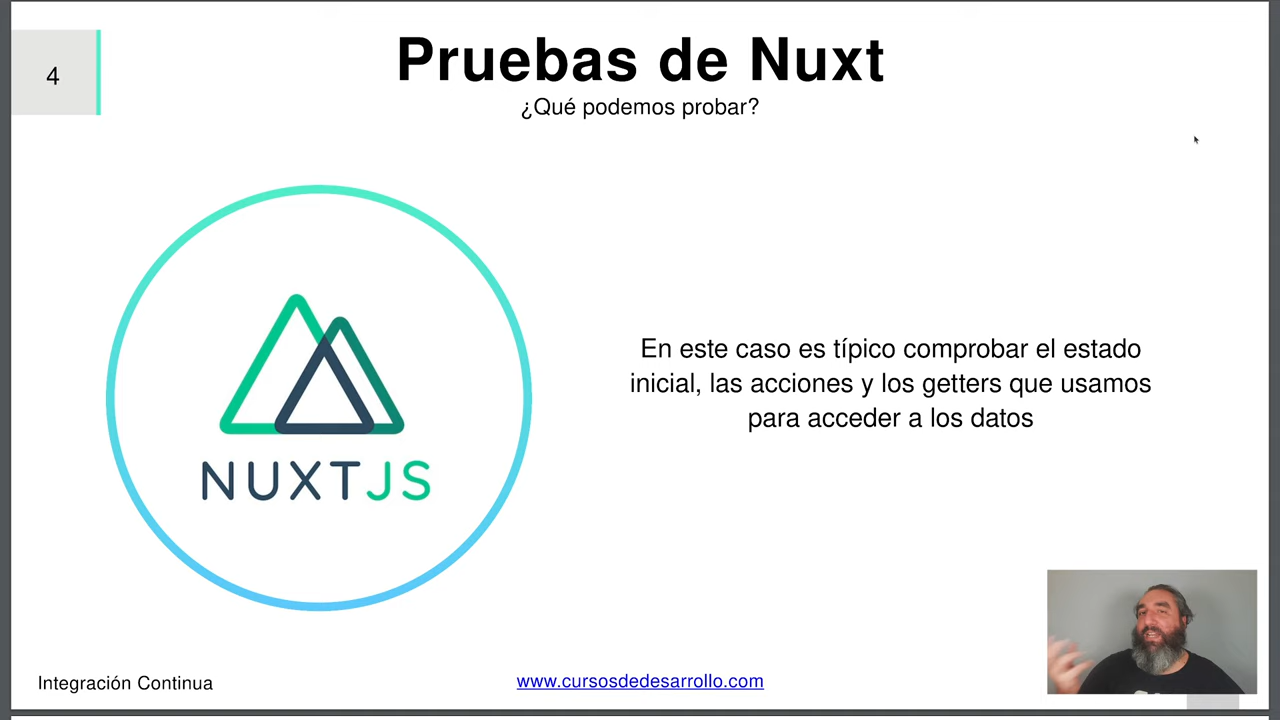 4
Pruebas de Nuxt
¿Qué podemos probar?
NUXTJS
En este caso es típico comprobar el estado
inicial, las acciones y los getters que usamos
para acceder a los datos
Integración Continua
www.cursosdedesarrollo.com